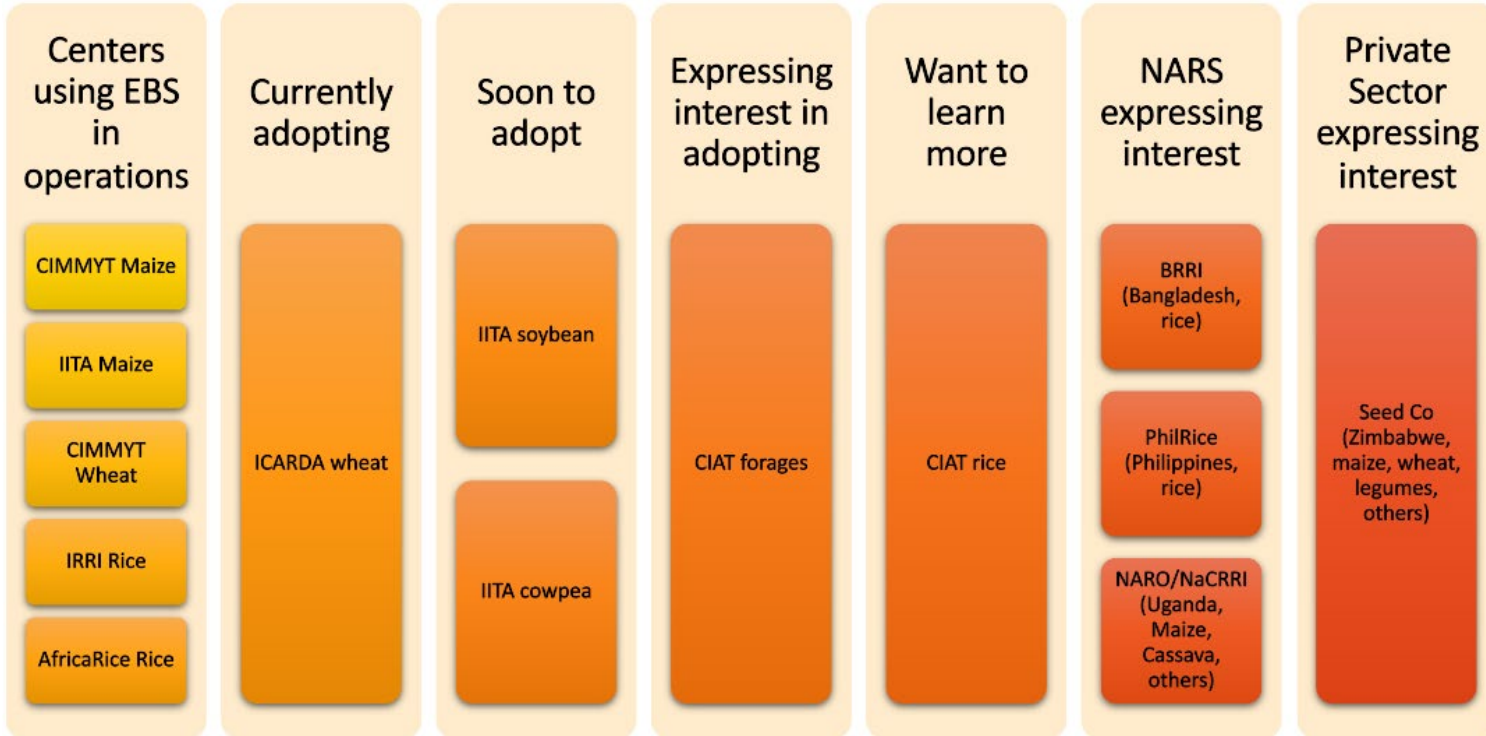 Centers
using EBS
in
operations
CIMMYT Maize
IITA Maize
CIMMYT
Wheat
IRRI Rice
AfricaRice Rice
Currently
adopting
ICARDA wheat
Soon to
adopt
IITA soybean
IITA cowpea
Expressing
interest in
adopting
CIAT forages
Want to
learn
more
CIAT rice
NARS
expressing
interest
BRRI
(Bangladesh,
rice)
PhilRice
(Philippines,
rice)
NARO/NaCRRI
(Uganda,
Maize,
Cassava,
others)
Private
Sector
expressing
interest
Seed Co
(Zimbabwe,
maize, wheat,
legumes,
others)